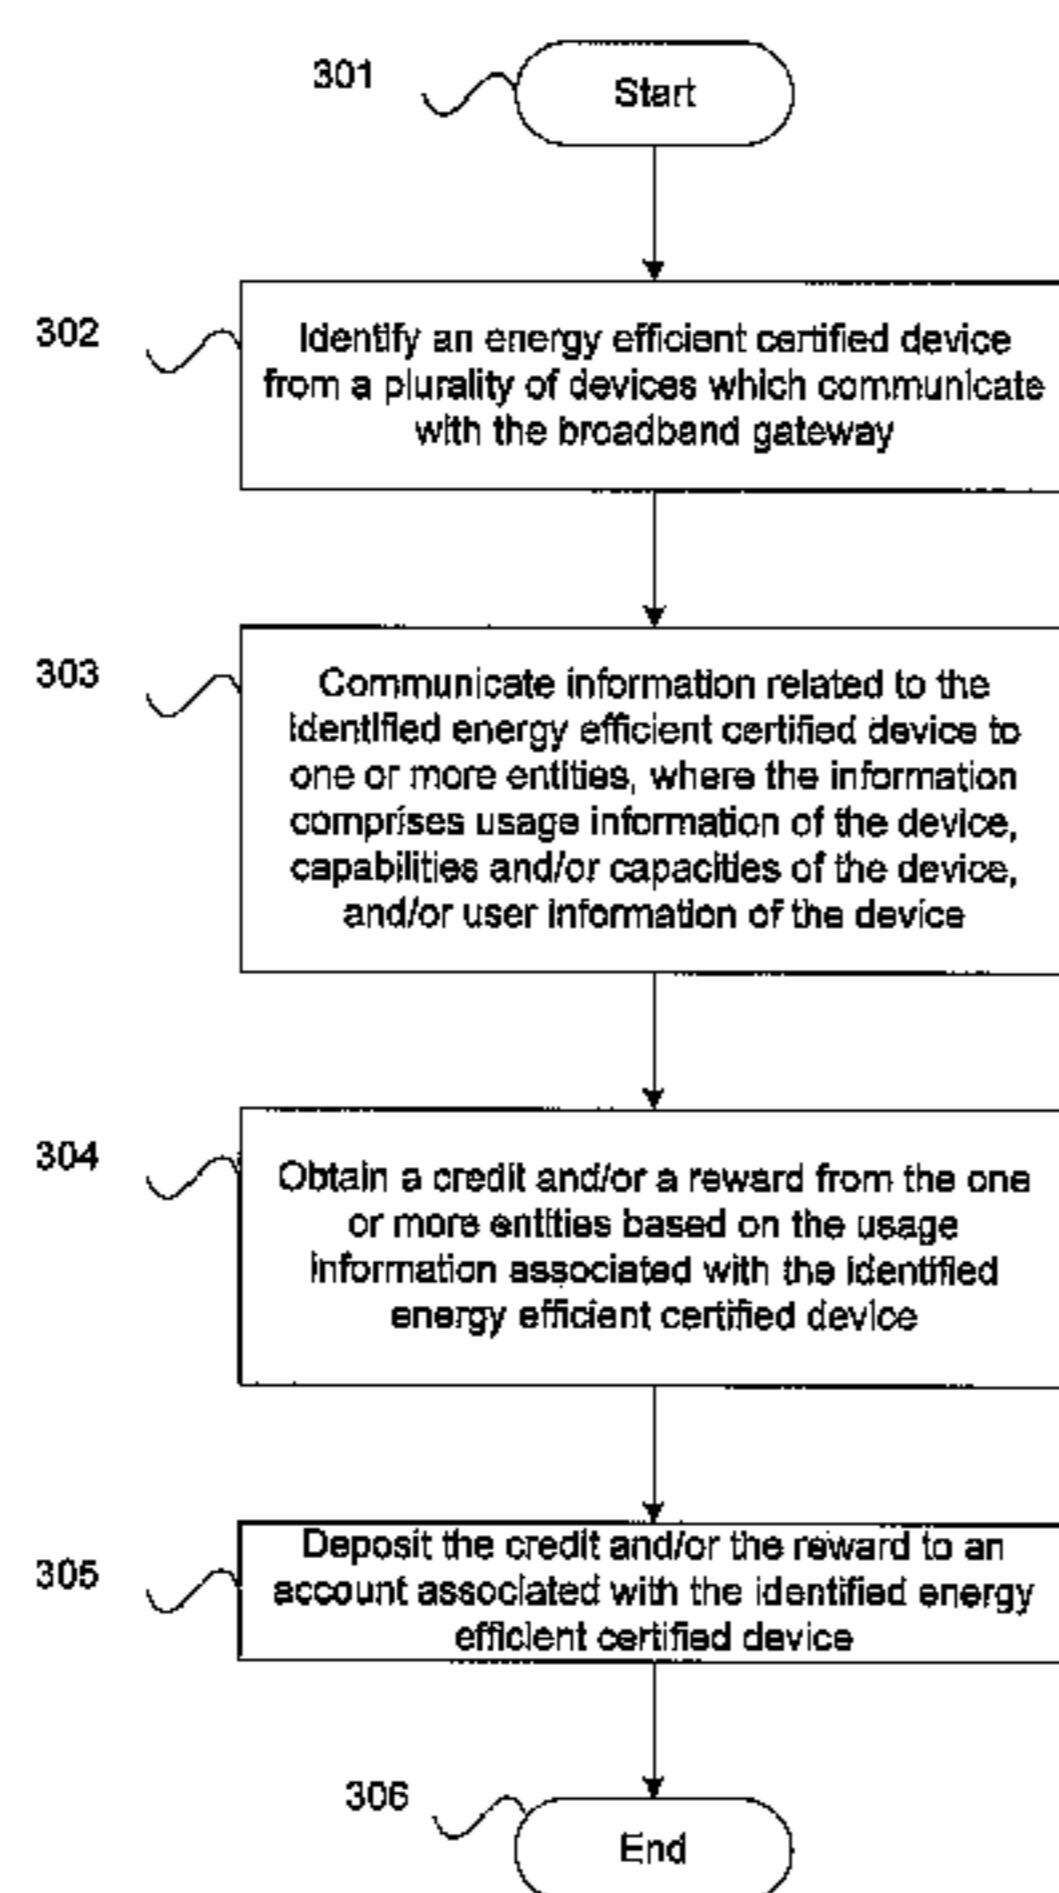 301
Start
302
Identify an energy efficient certified device
from a plurality of devices which communicate
with the broadband gateway
303
Communicate information related to the
identified energy efficient certified device to
one or more entities, where the information
comprises usage information of the device,
capabilities and/or capacities of the device,
and/or user information of the device
304
Obtain a credit and/or a reward from the one
or more entities based on the usage
information associated with the identified
energy efficient certified device
305
Deposit the credit and/or the reward to an
account associated with the identified energy
efficient certified device
306
End